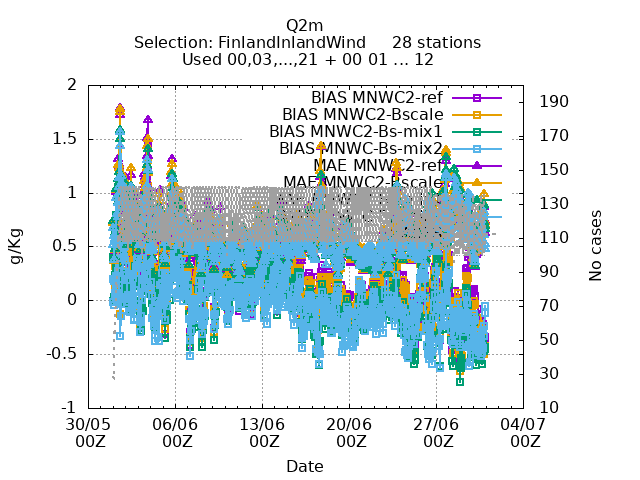 Q2m
Selection: FinlandInlandWind 28 stations
Used 00,03,...,21 + 00 01 ... 12
BIAS MNWC2-ref
BIAS MNWC2-Bscale
BIAS MNWC2-Bs-mix1
BIAS MNWC-Bs-mix2
MAE MNWC2-ref
MAE MNWC2-Bscale
2
1.5
1
0.5
0
-0.5
-1
g/Kg
190
170
150
130
110
90
70
50
30
10
No cases
30/05 06/06 13/06 20/06 27/06 04/07
00Z 00Z 00Z 00Z 00Z 00Z
Date